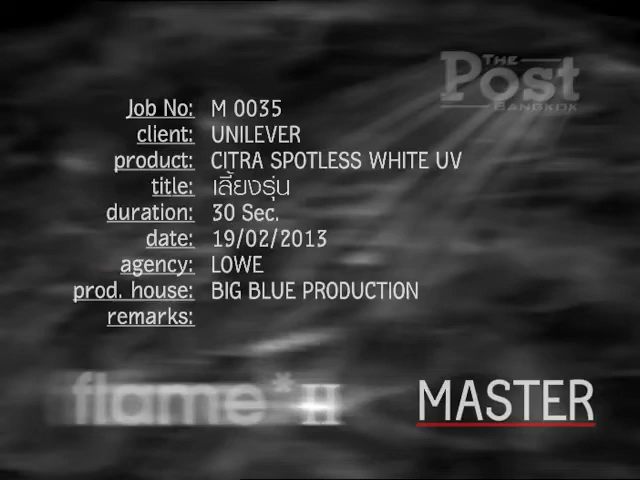 THE
Post
BANGKOK
Job No: M 0035
client: UNILEVER
product: CITRA SPOTLESS WHITE UV
title: เลี้ยงรุ่น
duration: 30 Sec.
date: 19/02/2013
agency: LOWE
prod. house: BIG BLUE PRODUCTION
remarks:
flame*H
MASTER